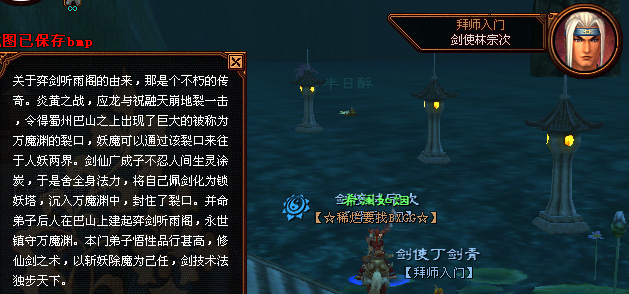 拜师入门
剑使林宗次
图已保存bmp
半日醉
关于弈剑听雨阁的由来，那是个不朽的传
奇。炎黄之战，应龙与祝融天崩地裂一击，
令得蜀州巴山之上出现了巨大的被称为
万魔渊的裂口，妖魔可以通过该裂口来往
于人妖两界。剑仙广成子不忍人间生灵涂
炭，于是舍全身法力，将自己佩剑化为锁
妖塔，沉入万魔渊中，封住了裂口。并命
弟子后人在巴山上建起弈剑听雨阁，永世
镇守万魔渊。本门弟子悟性品行甚高，修
仙剑之术，以斩妖除魔为己任，剑技术法
独步天下。
剑使丁剑青
【拜师入门】